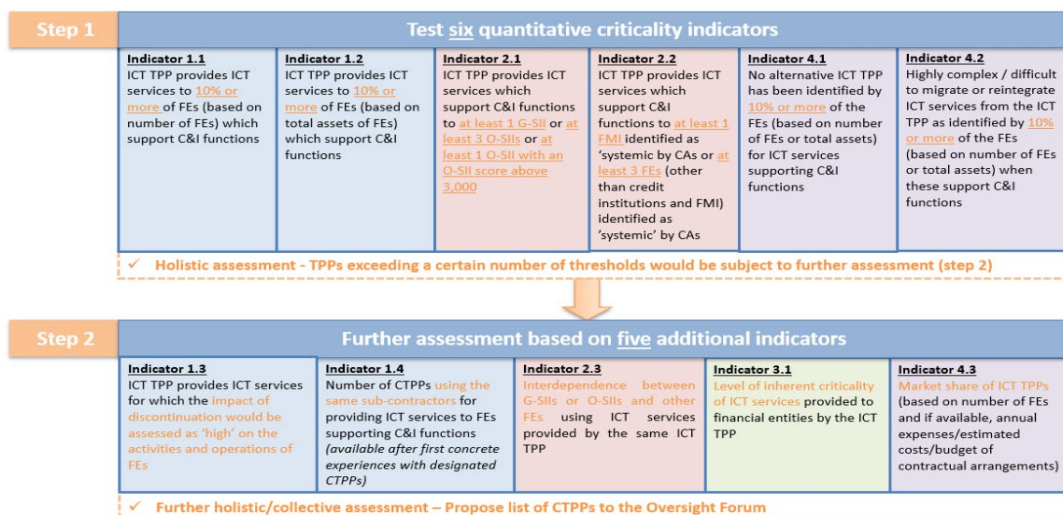 Step 1
Test six quantitative criticality indicators
Indicator 1.1
ICT TPP provides ICT
services to 10% or
more of FEs (based on
number of FEs) which
support C&I functions
Indicator 1.2
ICT TPP provides ICT
services to 10% or
more of FEs (based on
total assets of FEs)
which support C&I
functions
Indicator 2.1
ICT TPP provides ICT
services which
support C&I functions
to at least 1 G-SII or at
least 3 O-SIIs or at
least 1 O-SII with an
O-SII score above
3,000
Indicator 2.2
ICT TPP provides ICT
services which
support C&I
functions to at least 1
FMI identified as
‘systemic by CAs or at
least 3 FEs (other
than credit
institutions and FMI)
identified as
‘systemic’ by CAs
Indicator 4.1
No alternative ICT TPP
has been identified by
10% or more of the
FEs (based on number
of FEs or total assets)
for ICT services
supporting C&I
functions
Indicator 4.2
Highly complex / difficult
to migrate or reintegrate
ICT services from the ICT
TPP as identified by 10%
or more of the FEs
(based on number of FEs
or total assets) when
these support C&I
functions
✓ Holistic assessment - TPPs exceeding a certain number of thresholds would be subject to further assessment (step 2)
Step 2
Further assessment based on five additional indicators
Indicator 1.3
ICT TPP provides ICT services
for which the impact of
discontinuation would be
assessed as ‘high’ on the
activities and operations of
FEs
Indicator 1.4
Number of CTPPs using the
same sub-contractors for
providing ICT services to FEs
supporting C&I functions
(available after first concrete
experiences with designated
CTPPs)
Indicator 2.3
Interdependence between
G-SIIs or O-SIIs and other
FEs using ICT services
provided by the same ICT
TPP
Indicator 3.1
Level of inherent criticality
of ICT services provided to
financial entities by the ICT
TPP
Indicator 4.3
Market share of ICT TPPs
(based on number of FEs
and if available, annual
expenses/estimated
costs/budget of
contractual arrangements)
✓ Further holistic/collective assessment – Propose list of CTPPs to the Oversight Forum